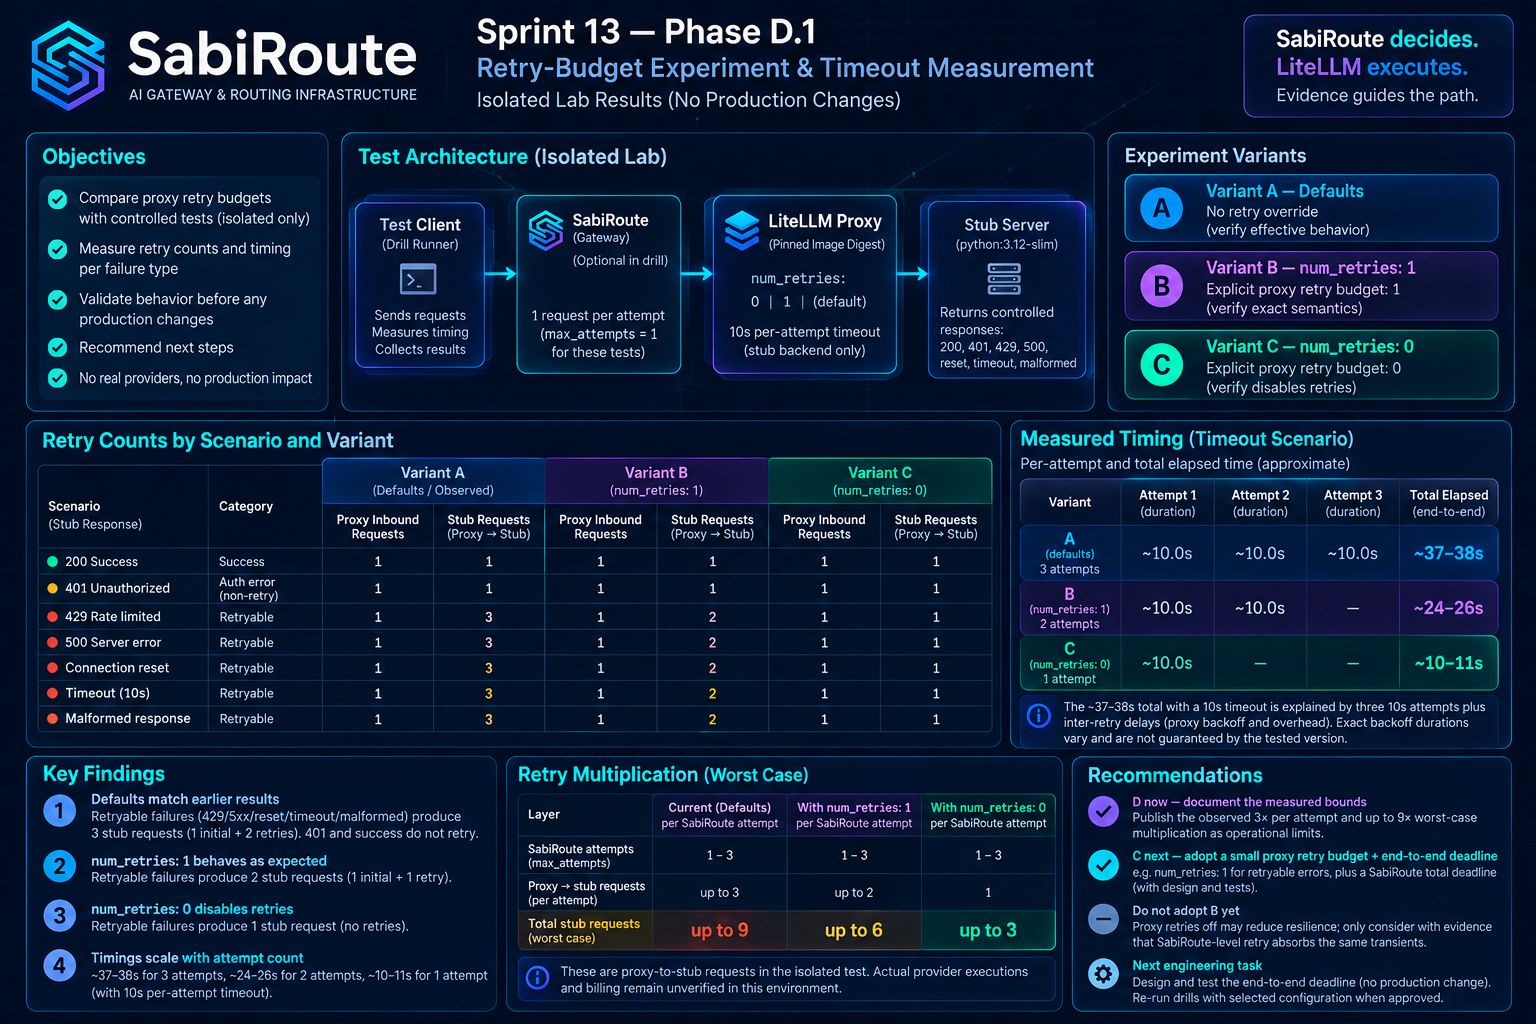 SabiRoute
AI GATEWAY & ROUTING INFRASTRUCTURE
Sprint 13 — Phase D.1
Retry-Budget Experiment & Timeout Measurement
Isolated Lab Results (No Production Changes)
SabiRoute decides.
LiteLLM executes.
Evidence guides the path.
Objectives
Compare proxy retry budgets
with controlled tests (isolated only)
Measure retry counts and timing
per failure type
Validate behavior before any
production changes
Recommend next steps
No real providers, no production impact
Test Architecture (Isolated Lab)
Test Client
(Drill Runner)
Sends requests
Measures timing
Collects results
SabiRoute
(Gateway)
(Optional in drill)
1 request per attempt
(max_attempts = 1
for these tests)
LiteLLM Proxy
(Pinned Image Digest)
num_retries:
0 | 1 | (default)
10s per-attempt timeout
(stub backend only)
Stub Server
(python:3.12-slim)
Returns controlled
responses:
200, 401, 429, 500,
reset, timeout, malformed
Experiment Variants
A
Variant A — Defaults
No retry override
(verify effective behavior)
B
Variant B — num_retries: 1
Explicit proxy retry budget: 1
(verify exact semantics)
C
Variant C — num_retries: 0
Explicit proxy retry budget: 0
(verify disables retries)
Retry Counts by Scenario and Variant
Variant A Variant B Variant C
(Defaults / Observed) (num_retries: 1) (num_retries: 0)
Scenario Category
(Stub Response)
Proxy Inbound Stub Requests Proxy Inbound Stub Requests Proxy Inbound Stub Requests
Requests (Proxy → Stub) Requests (Proxy → Stub) Requests (Proxy → Stub)
200 Success Success 1 1 1 1 1 1
401 Unauthorized Auth error (non-retry) 1 1 1 1 1 1
429 Rate limited Retryable 1 3 1 2 1 1
500 Server error Retryable 1 3 1 2 1 1
Connection reset Retryable 1 3 1 2 1 1
Timeout (10s) Retryable 1 3 1 2 1 1
Malformed response Retryable 1 3 1 2 1 1
Measured Timing (Timeout Scenario)
Per-attempt and total elapsed time (approximate)
Variant Attempt 1 Attempt 2 Attempt 3 Total Elapsed
(duration) (duration) (duration) (end-to-end)
A
(defaults)
3 attempts
~10.0s ~10.0s ~10.0s ~37–38s
B
(num_retries: 1)
2 attempts
~10.0s ~10.0s — ~24–26s
C
(num_retries: 0)
1 attempt
~10.0s — — ~10–11s
The ~37–38s total with a 10s timeout is explained by three 10s attempts plus
inter-retry delays (proxy backoff and overhead). Exact backoff durations
vary and are not guaranteed by the tested version.
Key Findings
1
Defaults match earlier results
Retryable failures (429/5xx/reset/timeout/malformed) produce
3 stub requests (1 initial + 2 retries). 401 and success do not retry.
2
num_retries: 1 behaves as expected
Retryable failures produce 2 stub requests (1 initial + 1 retry).
3
num_retries: 0 disables retries
Retryable failures produce 1 stub request (no retries).
4
Timings scale with attempt count
~37–38s for 3 attempts, ~24–26s for 2 attempts, ~10–11s for 1 attempt
(with 10s per-attempt timeout).
Retry Multiplication (Worst Case)
Layer
Current (Defaults) With num_retries: 1 With num_retries: 0
per SabiRoute attempt per SabiRoute attempt per SabiRoute attempt
SabiRoute attempts
(max_attempts)
1 – 3 1 – 3 1 – 3
Proxy → stub requests
(per attempt)
up to 3 up to 2 1
Total stub requests
(worst case)
up to 9 up to 6 up to 3
These are proxy-to-stub requests in the isolated test. Actual provider executions
and billing remain unverified in this environment.
Recommendations
D now — document the measured bounds
Publish the observed 3× per attempt and up to 9× worst-case
multiplication as operational limits.
C next — adopt a small proxy retry budget + end-to-end deadline
e.g. num_retries: 1 for retryable errors, plus a SabiRoute total deadline
(with design and tests).
Do not adopt B yet
Proxy retries off may reduce resilience; only consider with evidence
that SabiRoute-level retry absorbs the same transients.
Next engineering task
Design and test the end-to-end deadline (no production change).
Re-run drills with selected configuration when approved.